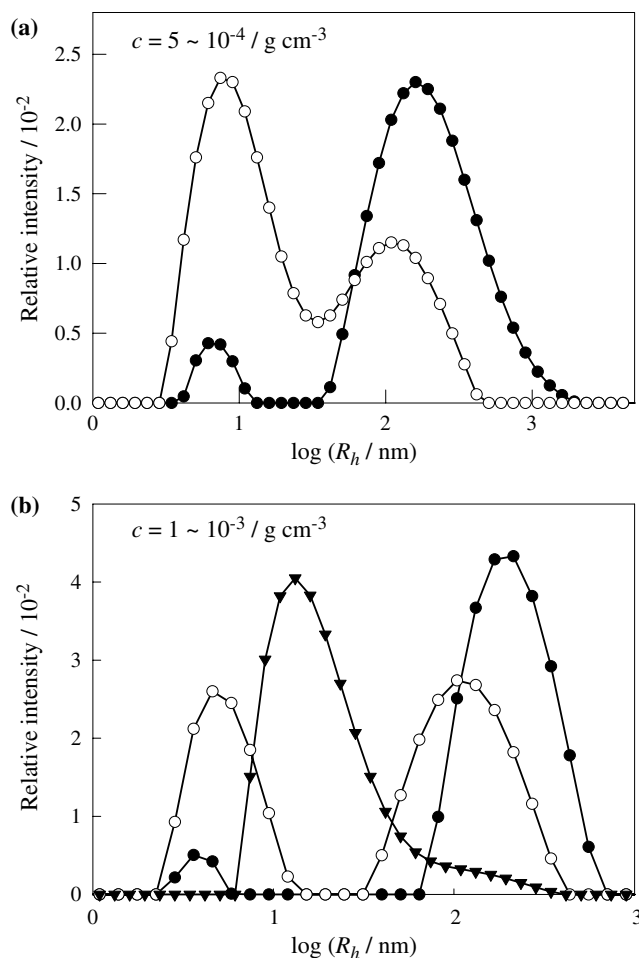 (a)
c = 5 ~ 10⁻⁴ / g cm⁻³
2.5
2.0
1.5
1.0
0.5
0.0
Relative intensity / 10⁻²
0 1 2 3
log (Rₕ / nm)
(b)
c = 1 ~ 10⁻³ / g cm⁻³
5
4
3
2
1
0
Relative intensity / 10⁻²
0 1 2 3
log (Rₕ / nm)